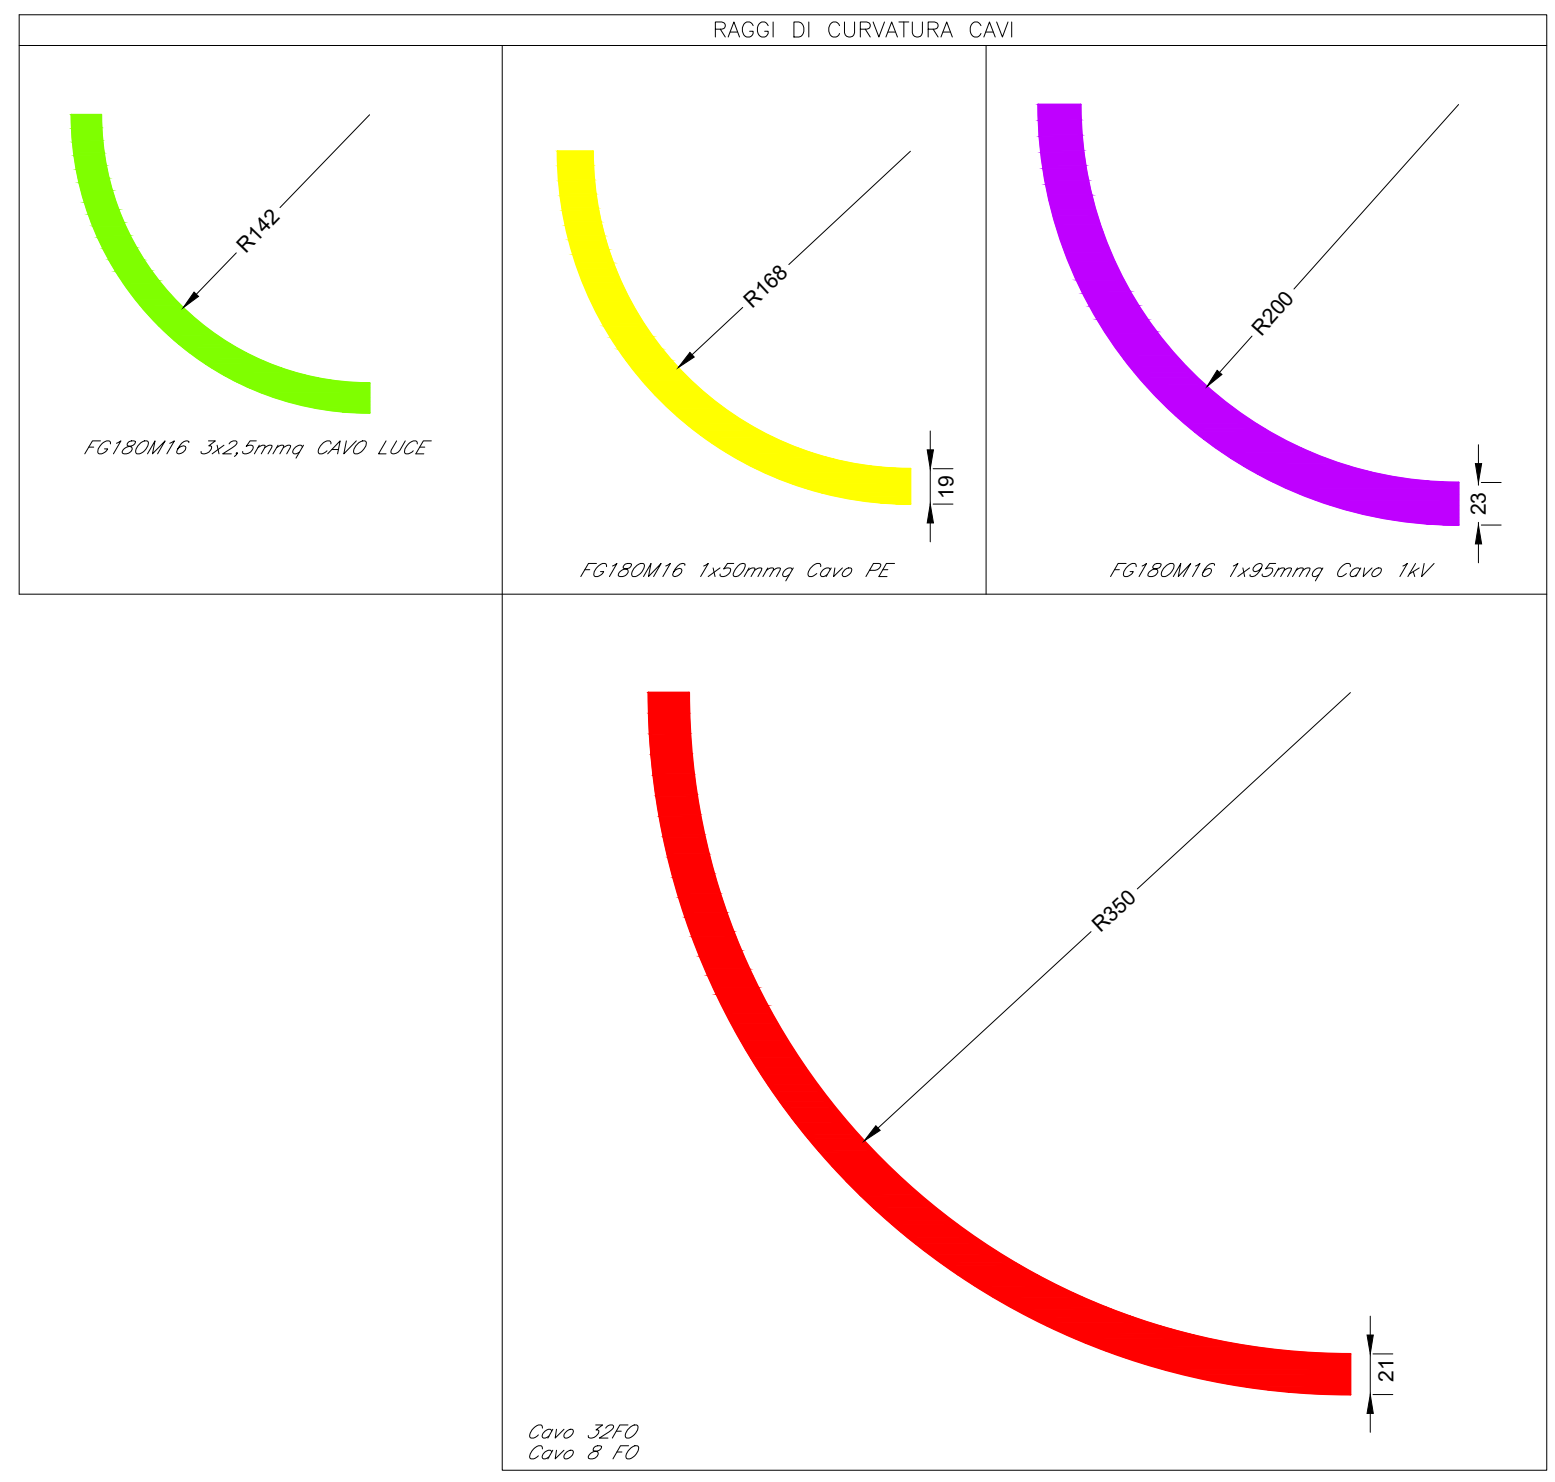 RAGGI DI CURVATURA CAVI
R142
FG18OM16 3x2,5mmq CAVO LUCE
R168
19
FG18OM16 1x50mmq Cavo PE
R200
23
FG18OM16 1x95mmq Cavo 1kV
R350
21
Cavo 32FO
Cavo 8 FO